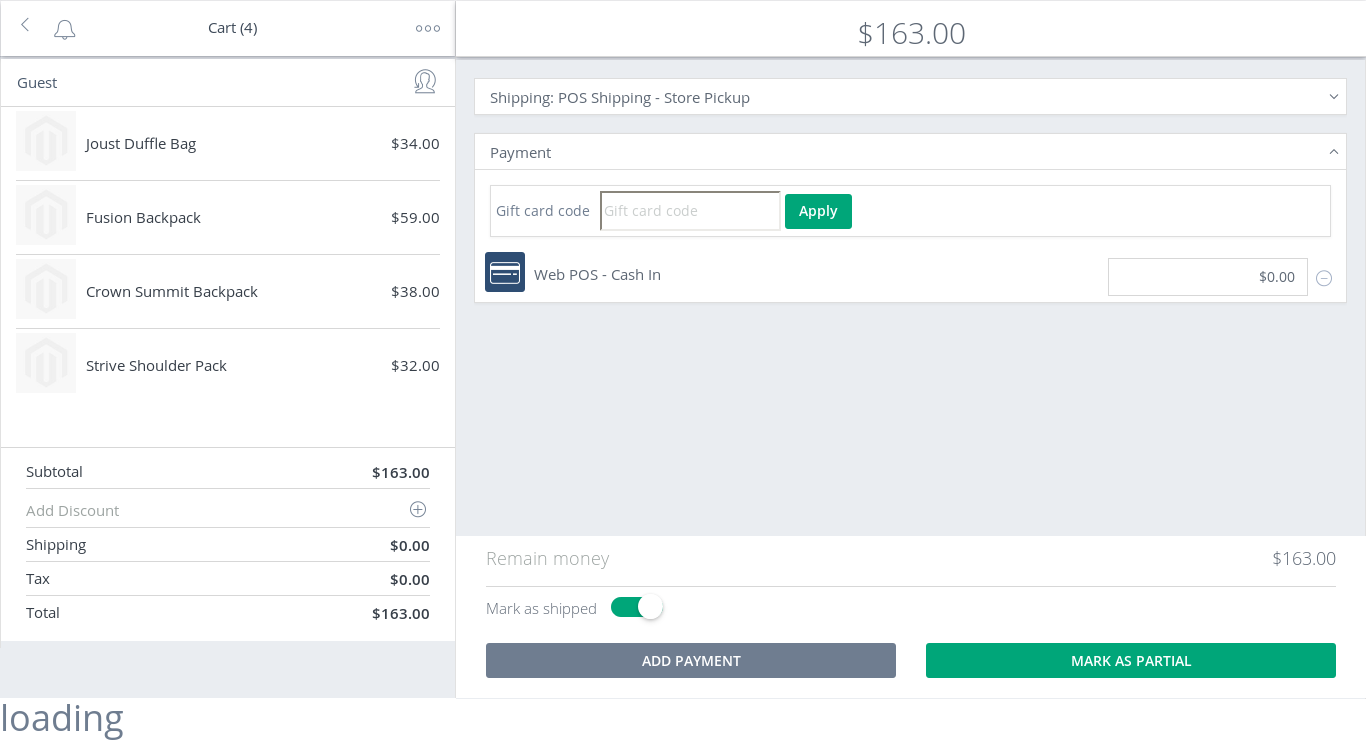 Cart (4)
$163.00
Guest
Joust Duffle Bag $34.00
Fusion Backpack $59.00
Crown Summit Backpack $38.00
Strive Shoulder Pack $32.00
Subtotal $163.00
Add Discount
Shipping $0.00
Tax $0.00
Total $163.00
Shipping: POS Shipping - Store Pickup
Payment
Gift card code Gift card code Apply
Web POS - Cash In $0.00
Remain money $163.00
Mark as shipped
ADD PAYMENT MARK AS PARTIAL
loading